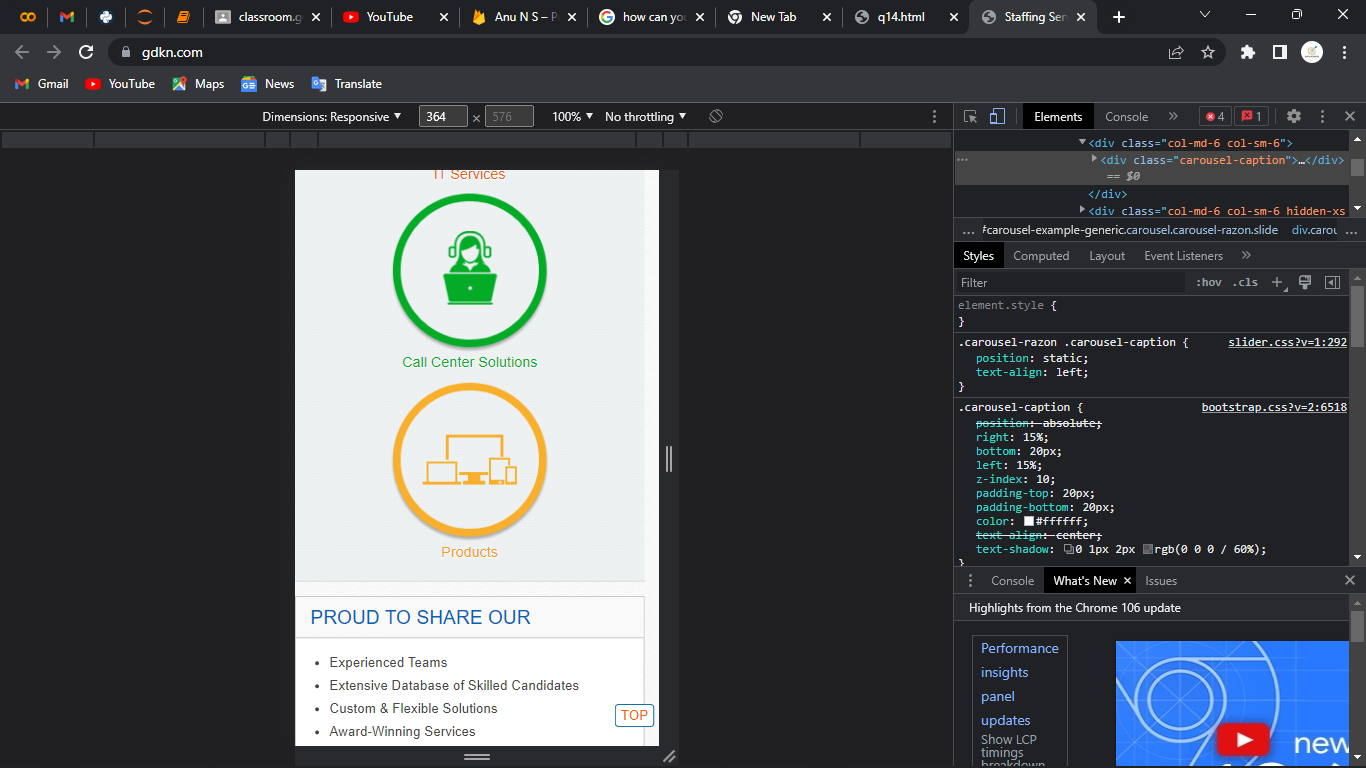 classroom.g
YouTube
Anu N S – P
how can you
New Tab
q14.html
Staffing Ser
gdkn.com
Gmail
YouTube
Maps
News
Translate
Dimensions: Responsive
364
×
576
100%
No throttling
Elements
Console
»
4
1
<div class="col-md-6 col-sm-6">
<div class="carousel-caption">…</div>
== $0
</div>
<div class="col-md-6 col-sm-6 hidden-xs
... #carousel-example-generic.carousel.carousel-razon.slide div.carou ...
Styles
Computed
Layout
Event Listeners
»
Filter
:hov
.cls
element.style {
}
.carousel-razon .carousel-caption {
slider.css?v=1:292
position: static;
text-align: left;
}
.carousel-caption {
bootstrap.css?v=2:6518
position: absolute;
right: 15%;
bottom: 20px;
left: 15%;
z-index: 10;
padding-top: 20px;
padding-bottom: 20px;
color: #ffffff;
text-align: center;
text-shadow: 0 1px 2px rgb(0 0 0 / 60%);
}
Console
What's New
Issues
Highlights from the Chrome 106 update
Performance
insights
panel
updates
Show LCP
timings
breakdown
new
IT Services
Call Center Solutions
Products
PROUD TO SHARE OUR
• Experienced Teams
• Extensive Database of Skilled Candidates
• Custom & Flexible Solutions
• Award-Winning Services
TOP